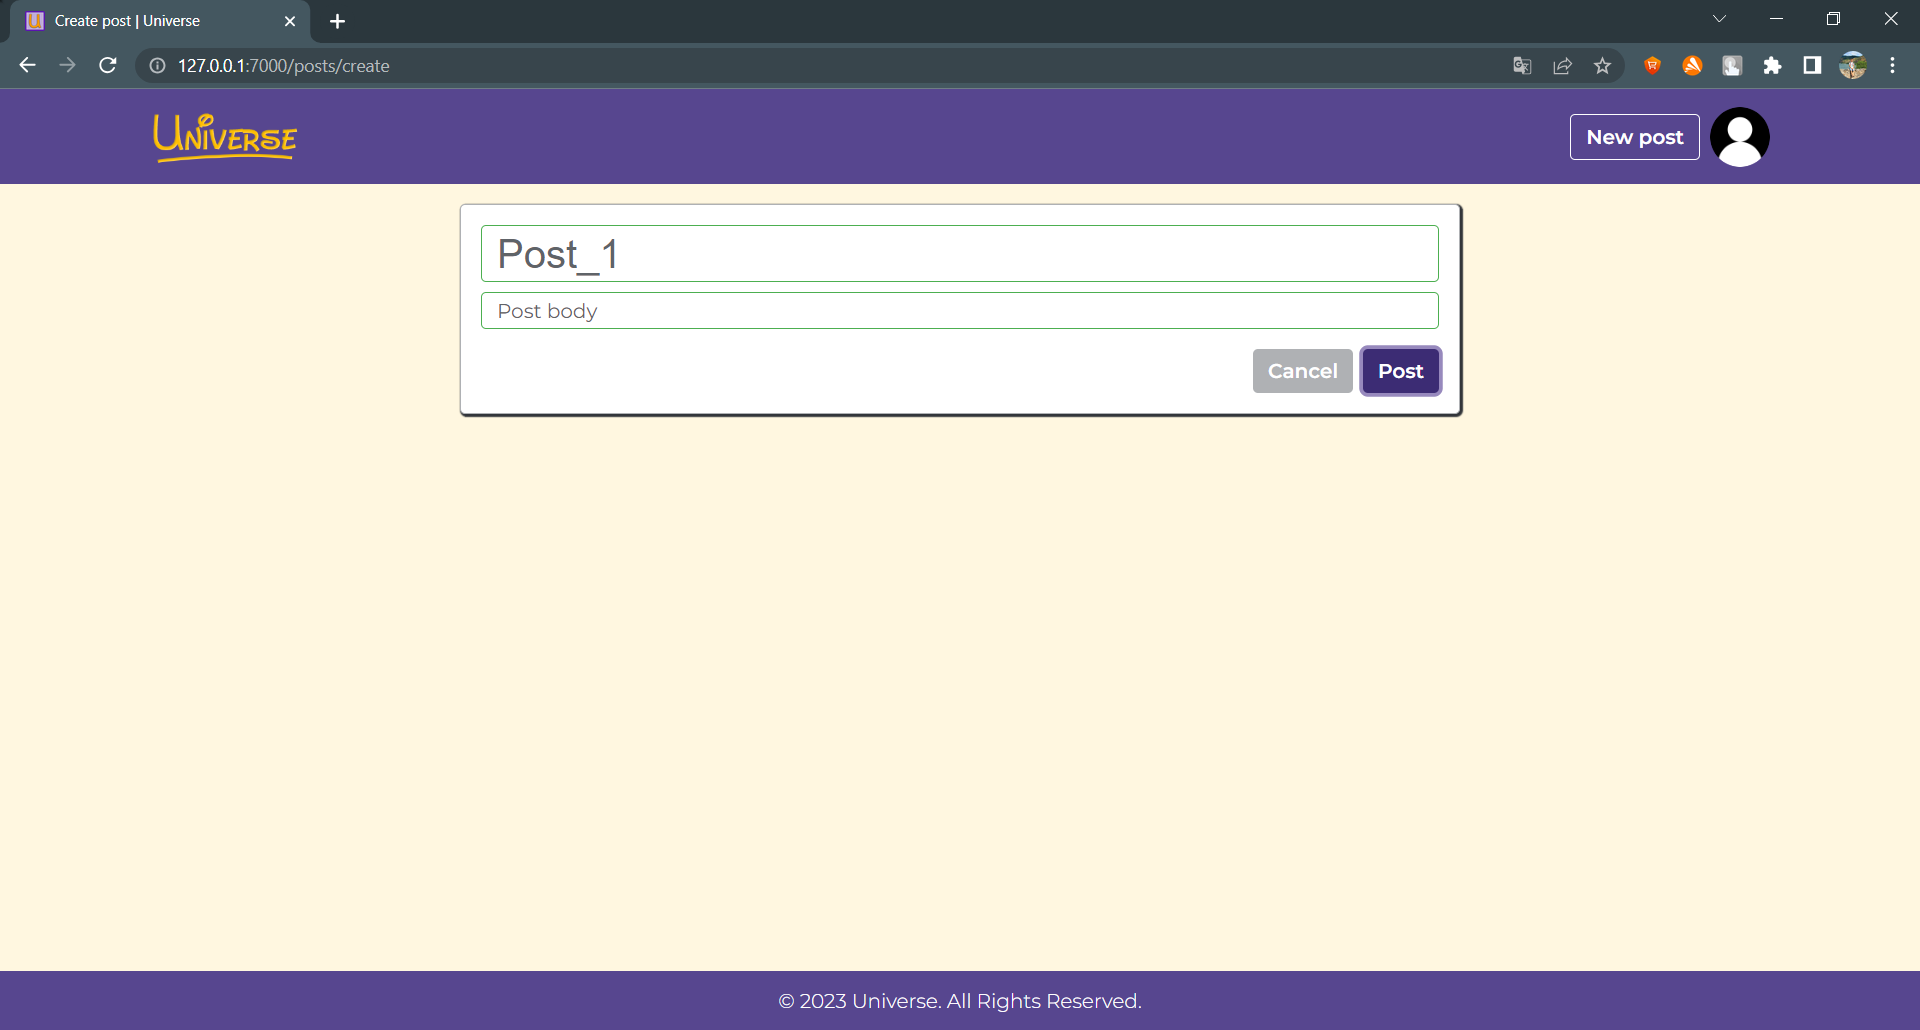 Create post | Universe
127.0.0.1:7000/posts/create
UNIVERSE
New post
Post_1
Post body
Cancel Post
© 2023 Universe. All Rights Reserved.